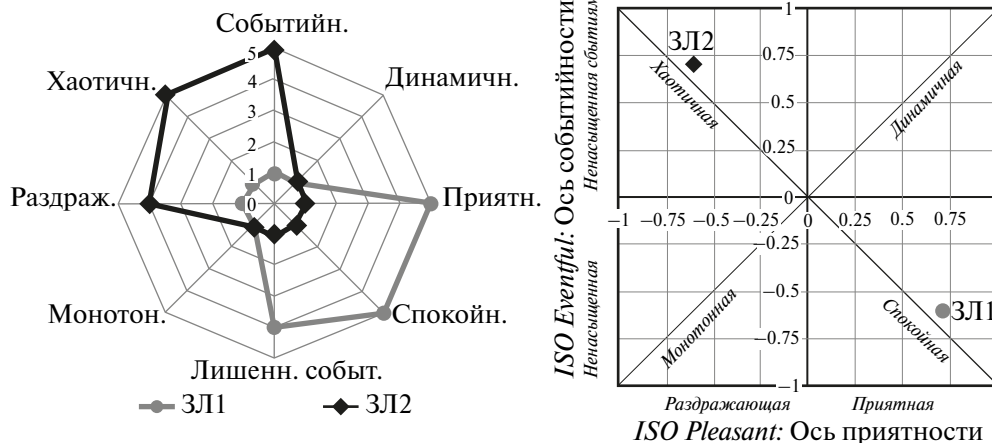 Событийн.
Хаотичн.
Динамичн.
Раздраж.
Приятн.
Монотон.
Спокойн.
Лишенн. событ.
5
4
3
2
1
0
ЗЛ1
ЗЛ2
ISO Eventful: Ось событийности
Ненасыщенная
Ненасыщенная событиям
1
0.75
0.5
0.25
0
−0.25
−0.5
−0.75
−1
−1 −0.75 −0.5 −0.25 0 0.25 0.5 0.75
ЗЛ2
Хаотичная
Динамичная
Монотонная
Спокойная
ЗЛ1
Раздражающая Приятная
ISO Pleasant: Ось приятности